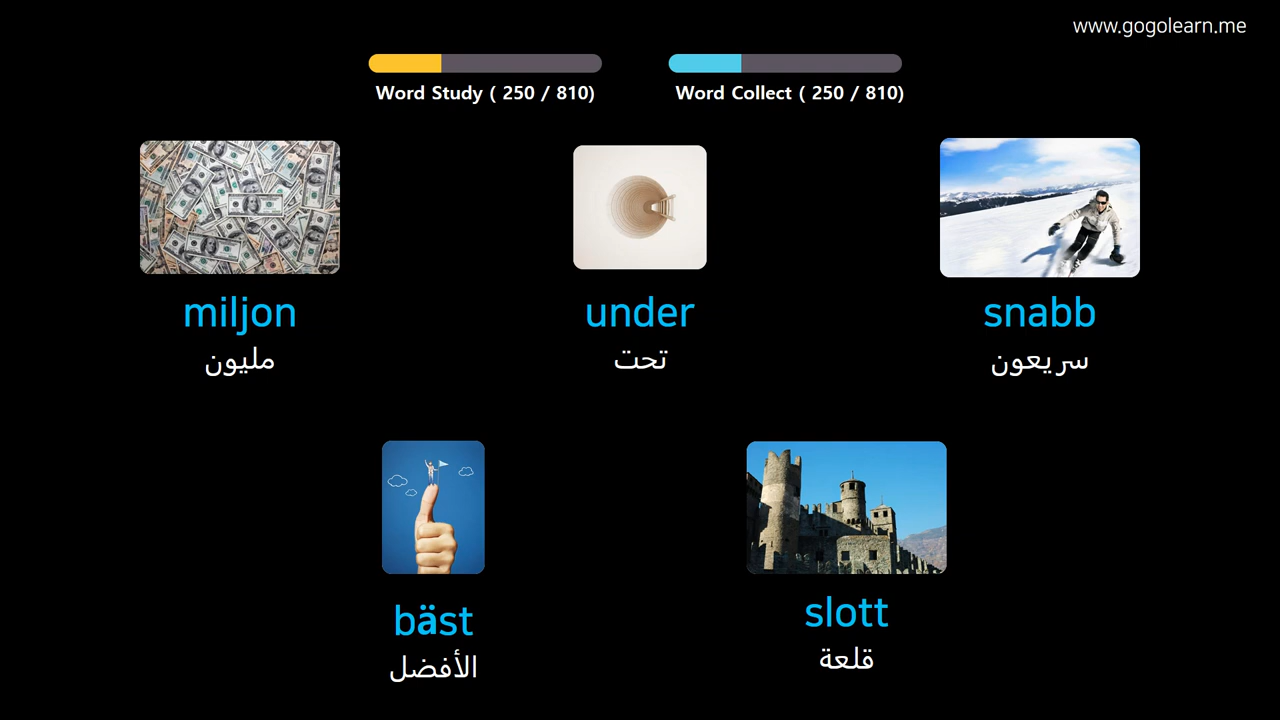 www.gogolearn.me
Word Study ( 250 / 810)
Word Collect ( 250 / 810)
miljon
مليون
under
تحت
snabb
سريعون
bäst
الأفضل
slott
قلعة